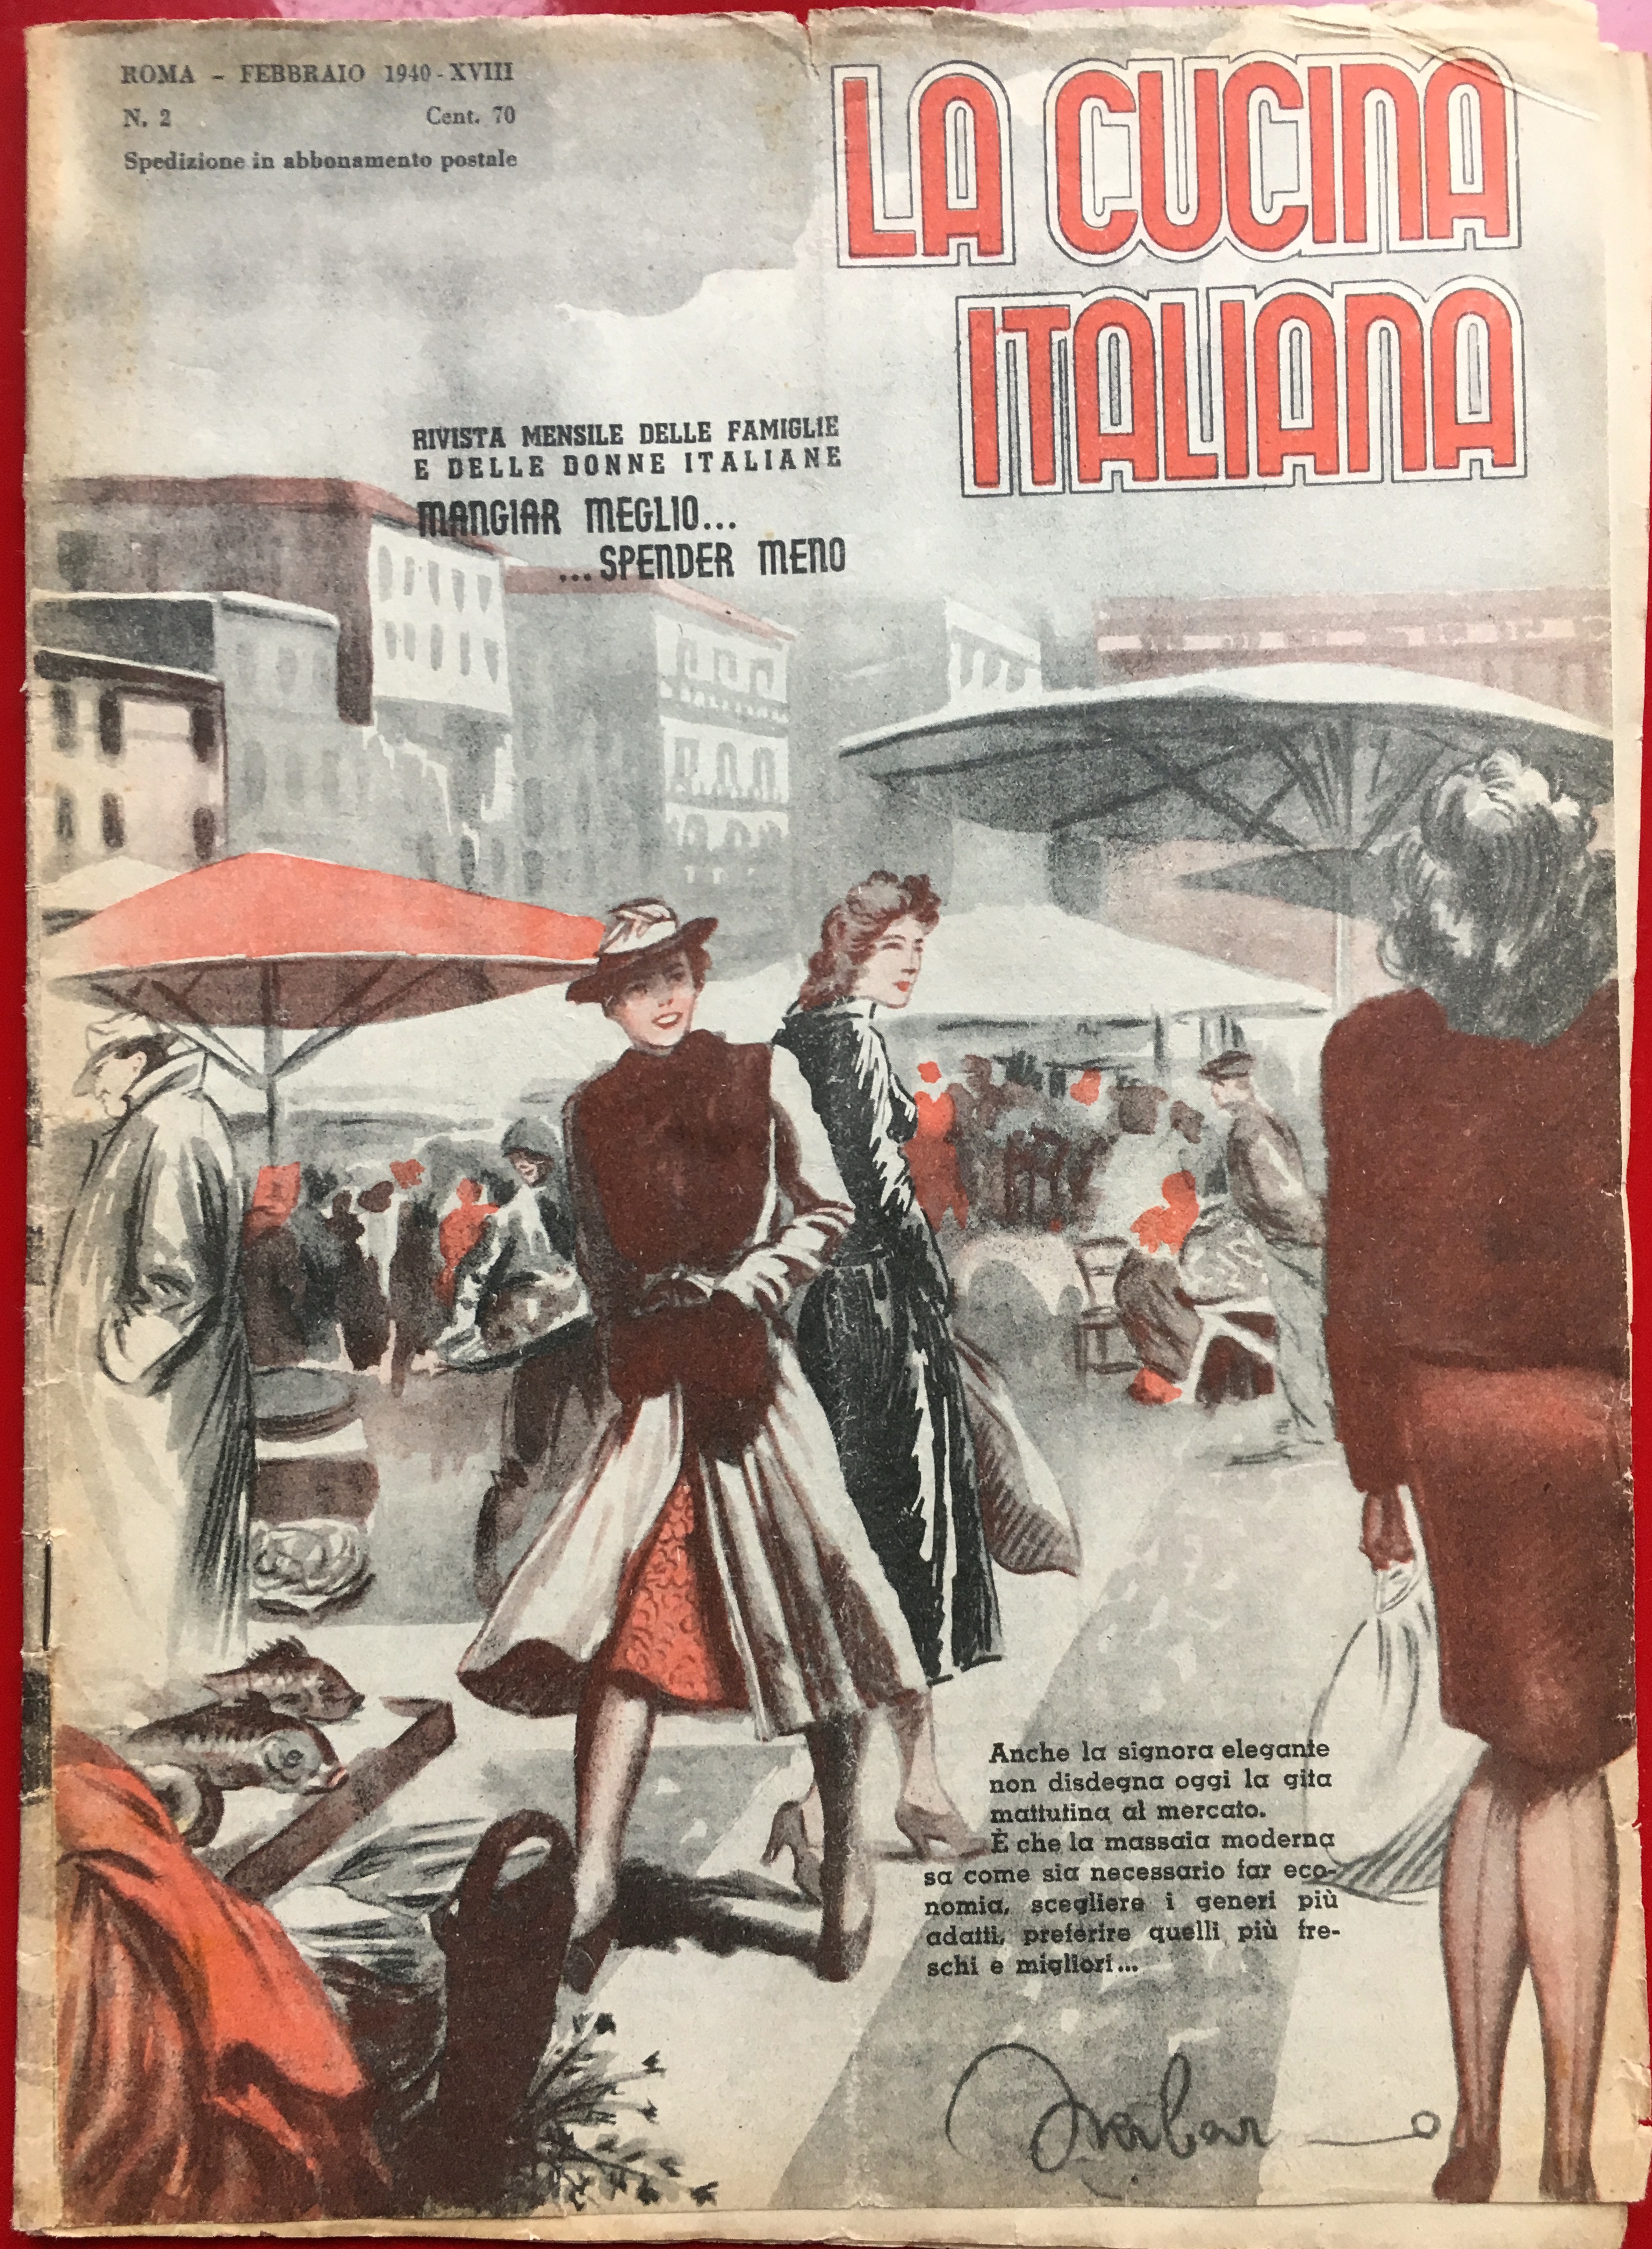 ROMA - FEBBRAIO 1940-XVIII
N. 2 Cent. 70
Spedizione in abbonamento postale
LA CUCINA
ITALIANA
RIVISTA MENSILE DELLE FAMIGLIE
E DELLE DONNE ITALIANE
MANGIAR MEGLIO...
...SPENDER MENO
Anche la signora elegante
non disdegna oggi la gita
mattutina al mercato.
È che la massaia moderna
sa come sia necessario far eco-
nomia, scegliere i generi più
adatti, preferire quelli più fre-
schi e migliori...